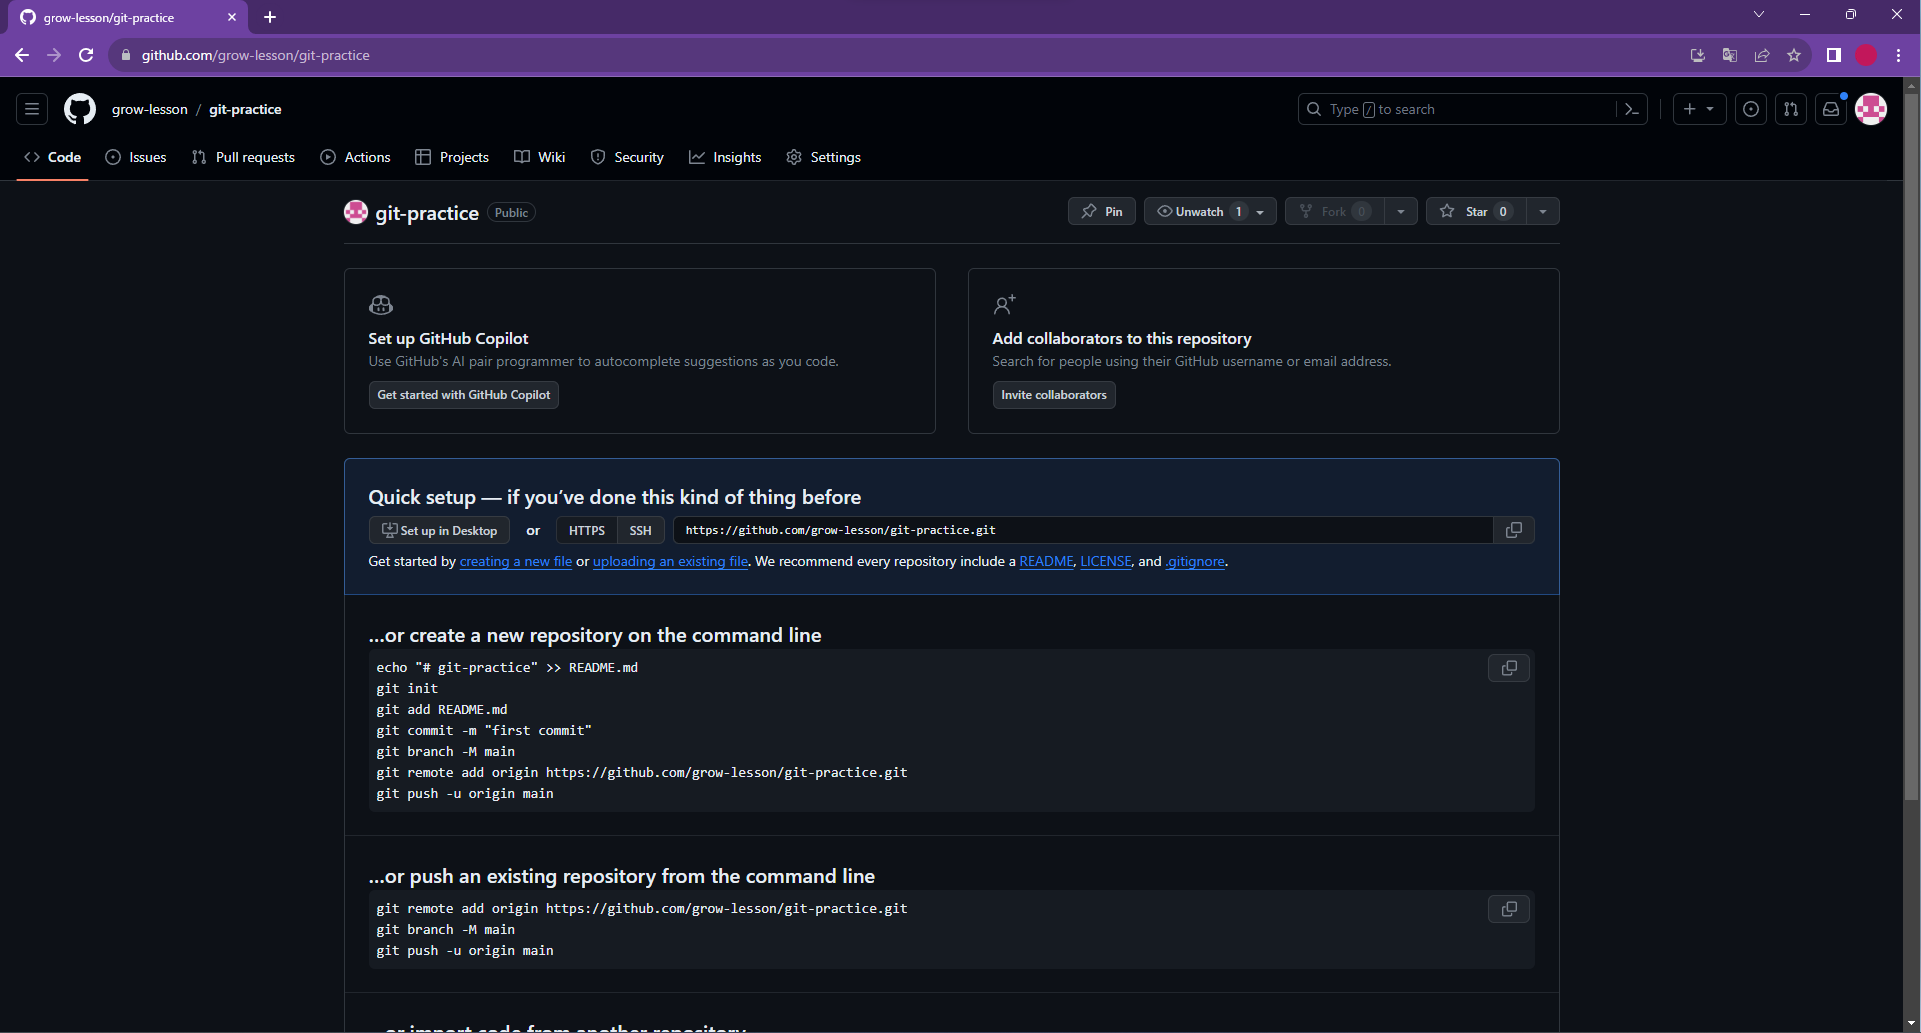 grow-lesson/git-practice
github.com/grow-lesson/git-practice
grow-lesson / git-practice
Type / to search
Code Issues Pull requests Actions Projects Wiki Security Insights Settings
git-practice Public
Pin Unwatch 1 Fork 0 Star 0
Set up GitHub Copilot
Use GitHub's AI pair programmer to autocomplete suggestions as you code.
Get started with GitHub Copilot
Add collaborators to this repository
Search for people using their GitHub username or email address.
Invite collaborators
Quick setup — if you’ve done this kind of thing before
Set up in Desktop or HTTPS SSH https://github.com/grow-lesson/git-practice.git
Get started by creating a new file or uploading an existing file. We recommend every repository include a README, LICENSE, and .gitignore.
…or create a new repository on the command line
echo "# git-practice" >> README.md
git init
git add README.md
git commit -m "first commit"
git branch -M main
git remote add origin https://github.com/grow-lesson/git-practice.git
git push -u origin main
…or push an existing repository from the command line
git remote add origin https://github.com/grow-lesson/git-practice.git
git branch -M main
git push -u origin main
…or import code from another repository